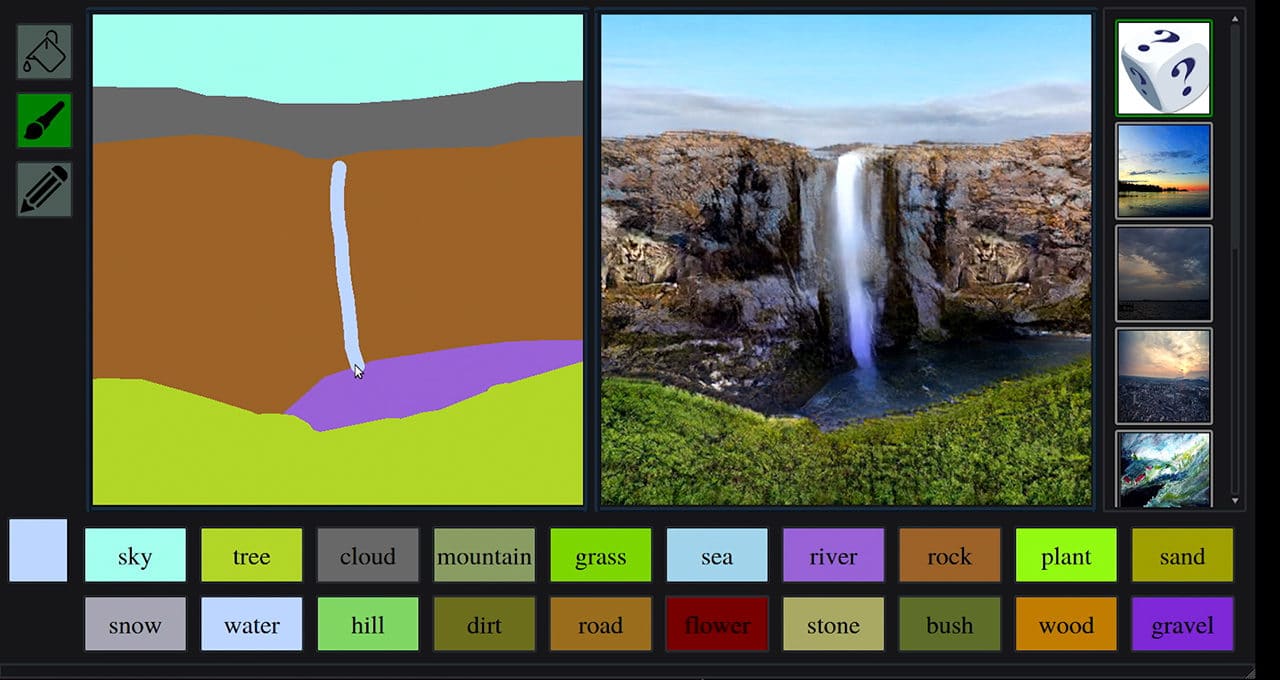 sky tree cloud mountain grass sea river rock plant sand
snow water hill dirt road flower stone bush wood gravel